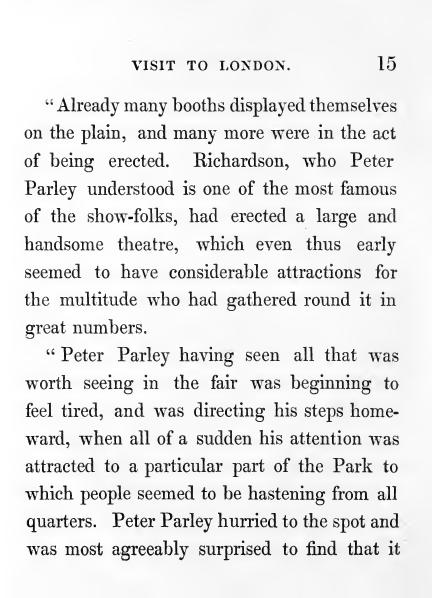 VISIT TO LONDON. 15
“Already many booths displayed themselves
on the plain, and many more were in the act
of being erected. Richardson, who Peter
Parley understood is one of the most famous
of the show-folks, had erected a large and
handsome theatre, which even thus early
seemed to have considerable attractions for
the multitude who had gathered round it in
great numbers.
“Peter Parley having seen all that was
worth seeing in the fair was beginning to
feel tired, and was directing his steps home-
ward, when all of a sudden his attention was
attracted to a particular part of the Park to
which people seemed to be hastening from all
quarters. Peter Parley hurried to the spot and
was most agreeably surprised to find that it